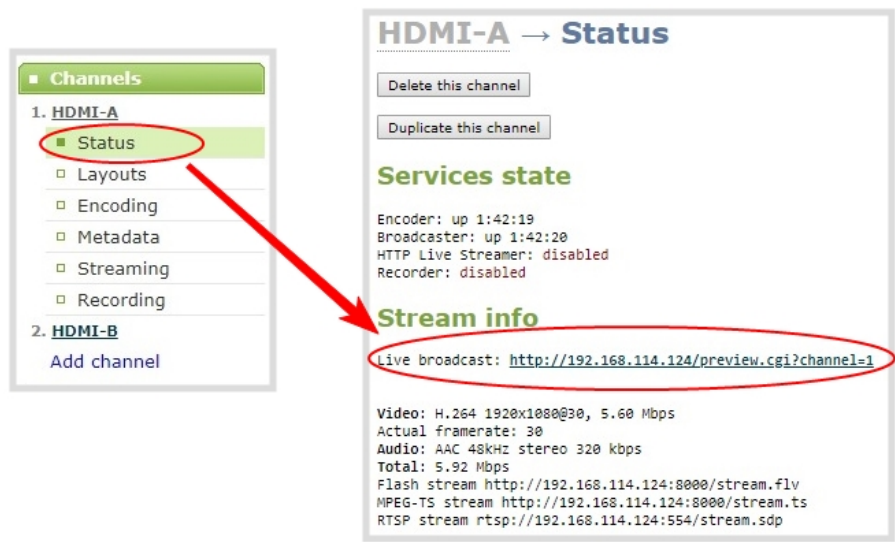 Channels
1. HDMI-A
Status
Layouts
Encoding
Metadata
Streaming
Recording
2. HDMI-B
Add channel
HDMI-A → Status
Delete this channel
Duplicate this channel
Services state
Encoder: up 1:42:19
Broadcaster: up 1:42:20
HTTP Live Streamer: disabled
Recorder: disabled
Stream info
Live broadcast: http://192.168.114.124/preview.cgi?channel=1
Video: H.264 1920x1080@30, 5.60 Mbps
Actual framerate: 30
Audio: AAC 48kHz stereo 320 kbps
Total: 5.92 Mbps
Flash stream http://192.168.114.124:8000/stream.flv
MPEG-TS stream http://192.168.114.124:8000/stream.ts
RTSP stream rtsp://192.168.114.124:554/stream.sdp